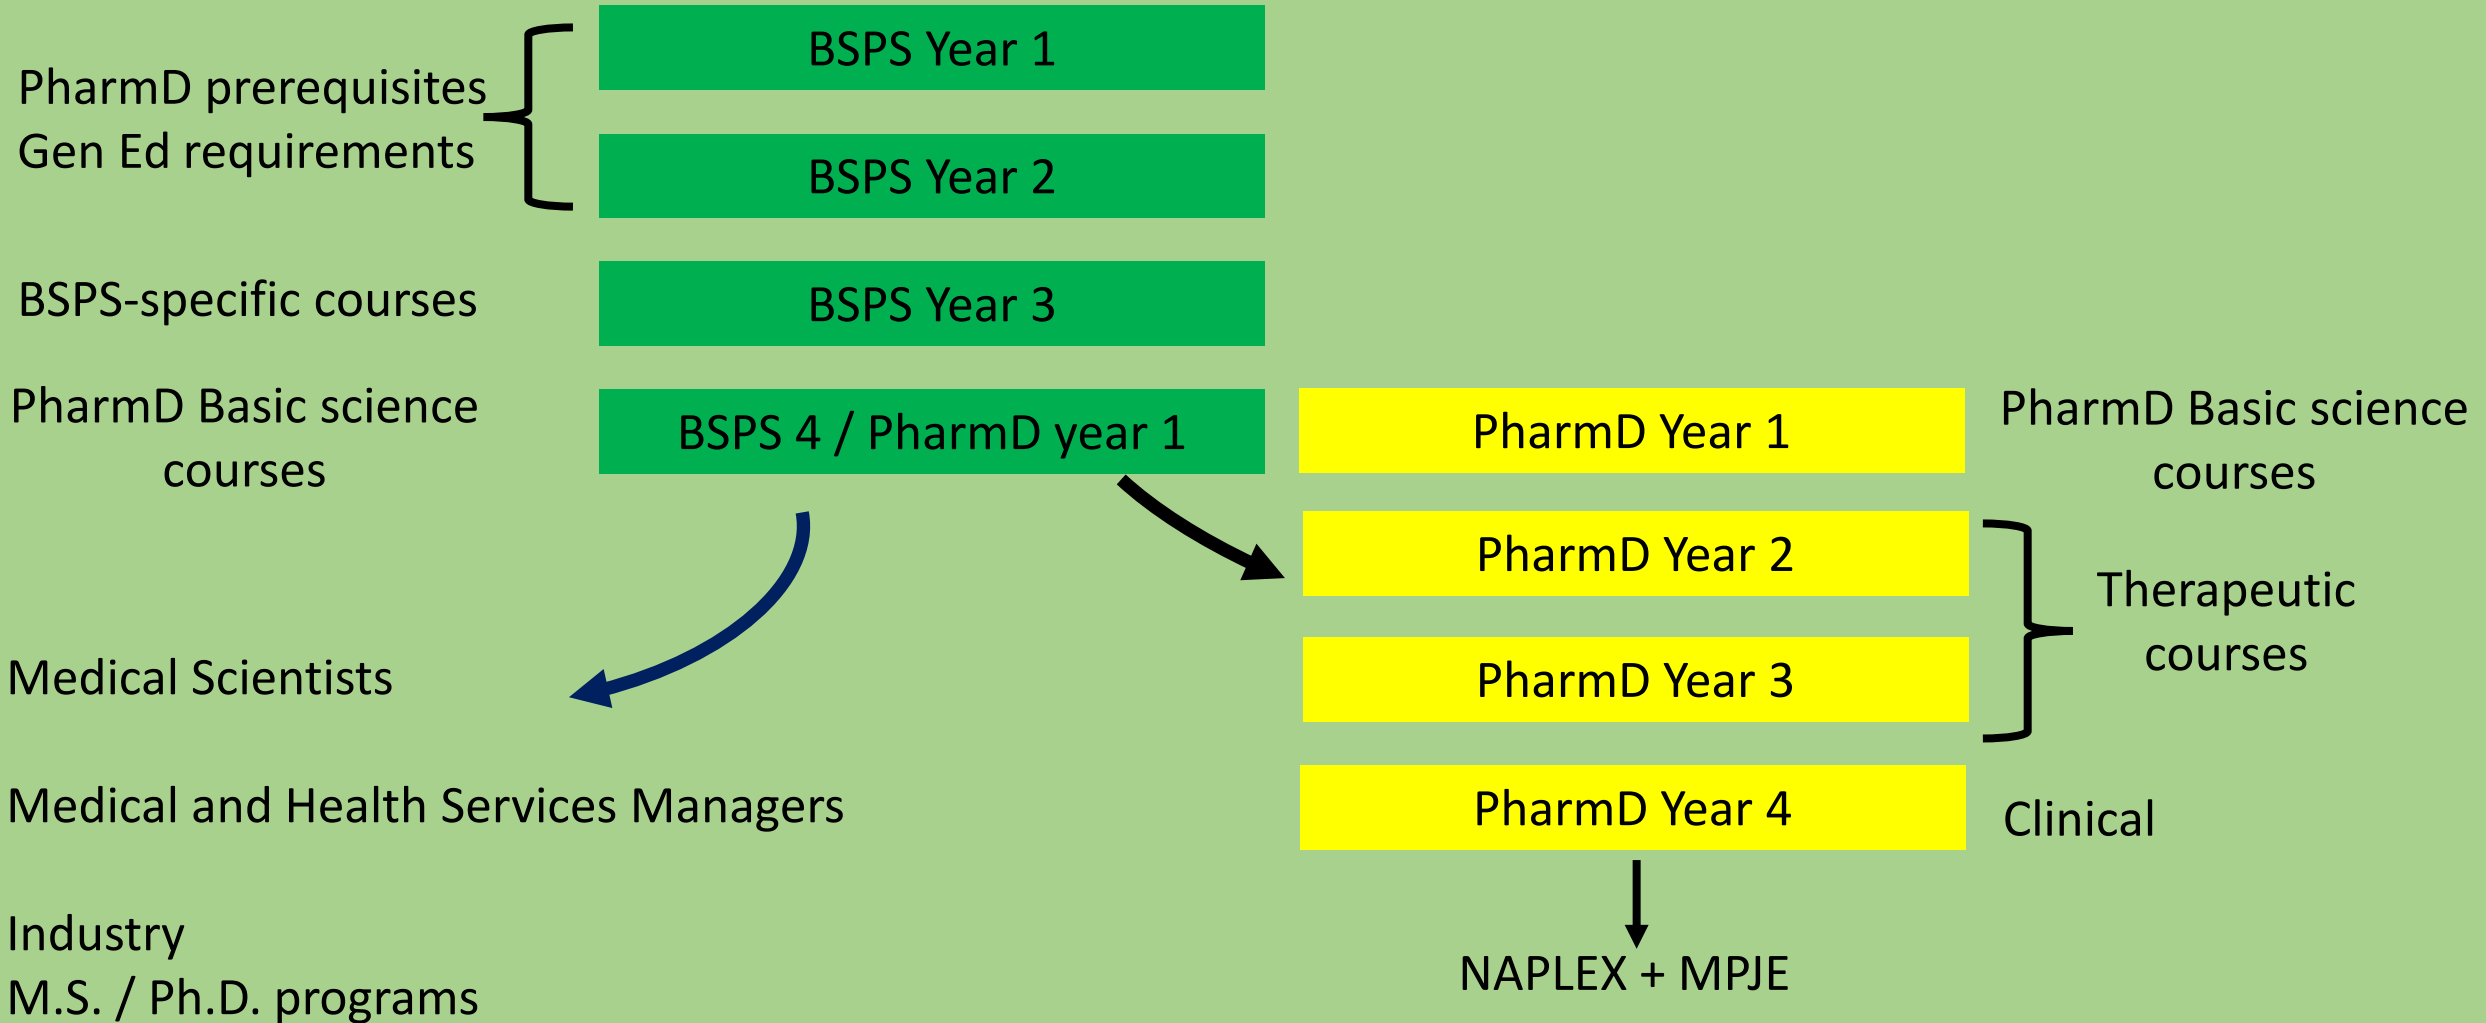 PharmD prerequisites
Gen Ed requirements
BSPS Year 1
BSPS Year 2
BSPS-specific courses
BSPS Year 3
PharmD Basic science
courses
BSPS 4 / PharmD year 1
PharmD Year 1
PharmD Basic science
courses
PharmD Year 2
PharmD Year 3
Therapeutic
courses
PharmD Year 4
Clinical
NAPLEX + MPJE
Medical Scientists
Medical and Health Services Managers
Industry
M.S. / Ph.D. programs